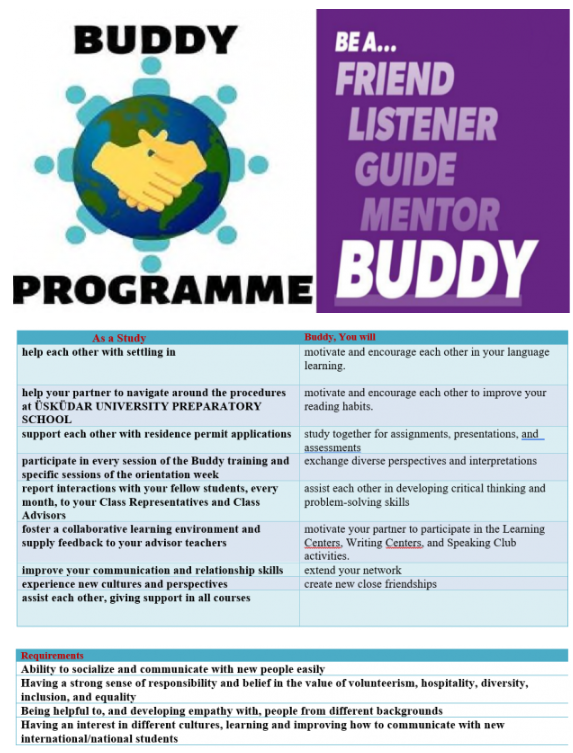 BUDDY
PROGRAMME
BE A...
FRIEND
LISTENER
GUIDE
MENTOR
BUDDY
As a Study
Buddy, You will
help each other with settling in
motivate and encourage each other in your language
learning.
help your partner to navigate around the procedures
at ÜSKÜDAR UNIVERSITY PREPARATORY
SCHOOL
motivate and encourage each other to improve your
reading habits.
support each other with residence permit applications
study together for assignments, presentations, and
assessments
participate in every session of the Buddy training and
specific sessions of the orientation week
exchange diverse perspectives and interpretations
report interactions with your fellow students, every
month, to your Class Representatives and Class
Advisors
assist each other in developing critical thinking and
problem-solving skills
foster a collaborative learning environment and
supply feedback to your advisor teachers
motivate your partner to participate in the Learning
Centers, Writing Centers, and Speaking Club
activities.
improve your communication and relationship skills
extend your network
experience new cultures and perspectives
create new close friendships
assist each other, giving support in all courses
Requirements
Ability to socialize and communicate with new people easily
Having a strong sense of responsibility and belief in the value of volunteerism, hospitality, diversity,
inclusion, and equality
Being helpful to, and developing empathy with, people from different backgrounds
Having an interest in different cultures, learning and improving how to communicate with new
international/national students